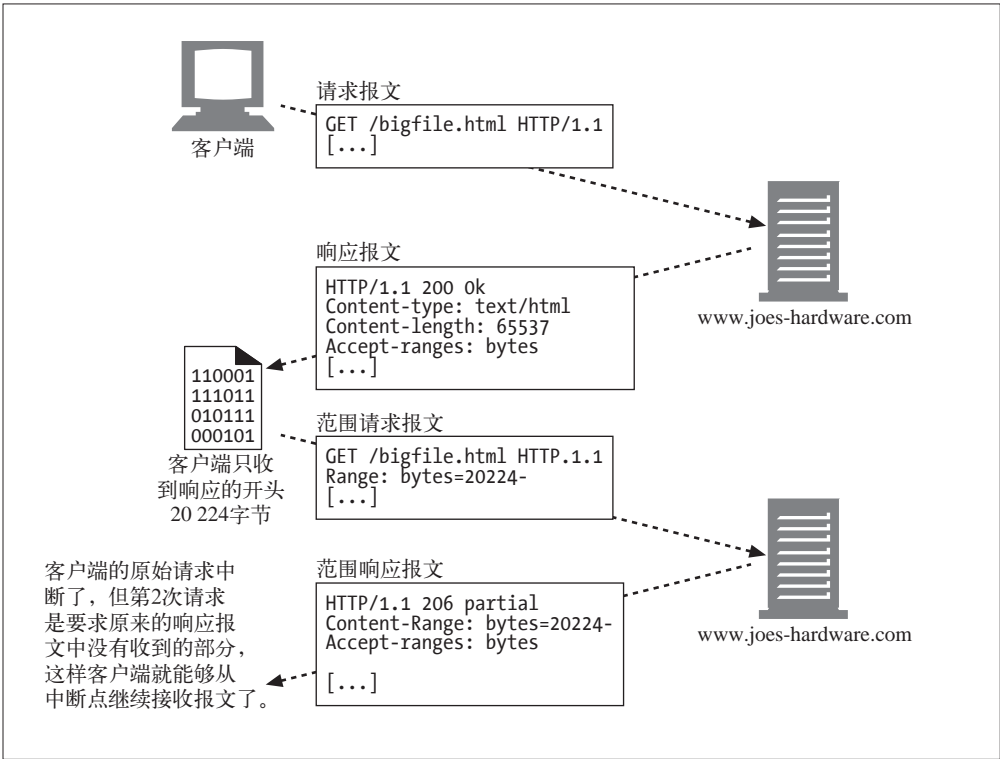 请求报文
GET /bigfile.html HTTP/1.1
[...]
客户端
响应报文
HTTP/1.1 200 Ok
Content-type: text/html
Content-length: 65537
Accept-ranges: bytes
[...]
www.joes-hardware.com
110001
111011
010111
000101
客户端只收
到响应的开头
20 224字节
范围请求报文
GET /bigfile.html HTTP.1.1
Range: bytes=20224-
[...]
客户端的原始请求中
断了，但第2次请求
是要求原来的响应报
文中没有收到的部分，
这样客户端就能够从
中断点继续接收报文了。
范围响应报文
HTTP/1.1 206 partial
Content-Range: bytes=20224-
Accept-ranges: bytes
[...]
www.joes-hardware.com